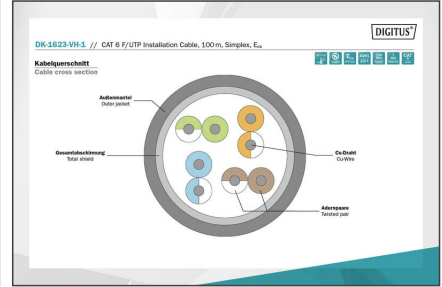 DIGITUS®
DK-1623-VH-1 // CAT 6 F/UTP Installation Cable, 100 m, Simplex, Eca
Kabelquerschnitt
Cable cross section
Außenmantel
Outer jacket
Gesamtabschirmung
Total shield
Cu-Draht
Cu-Wire
Adernpaare
Twisted pair